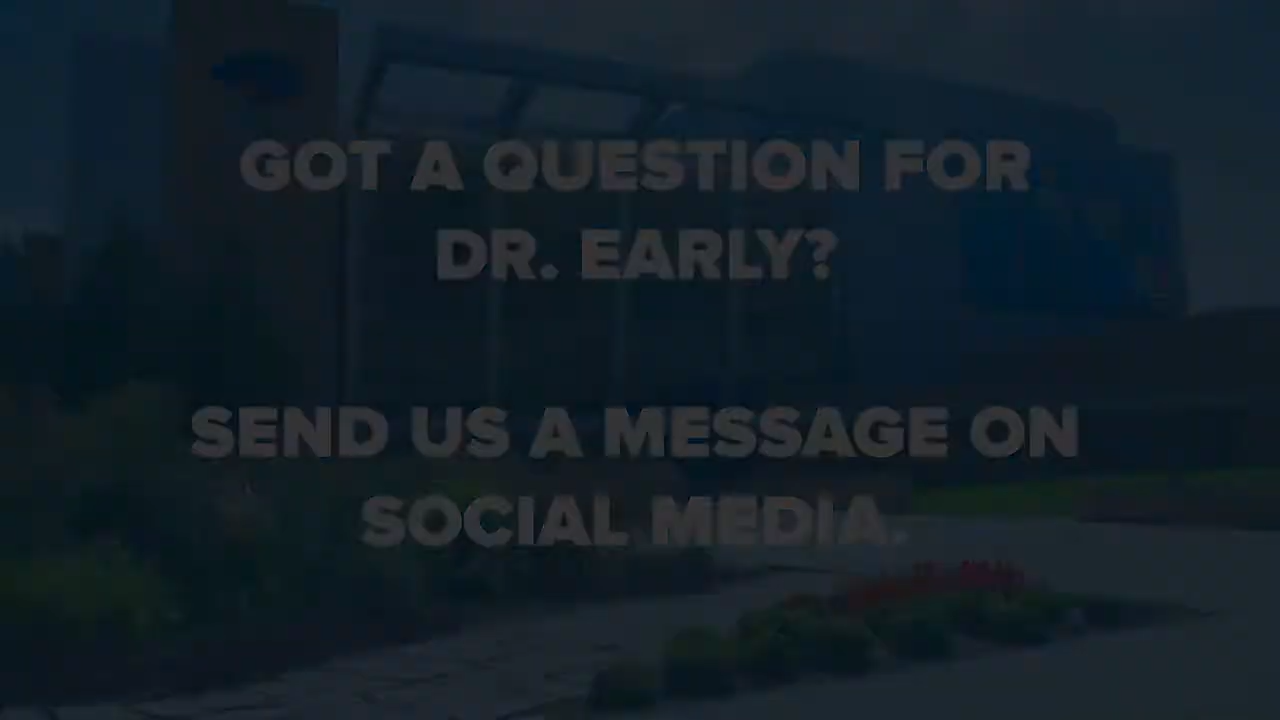 GOT A QUESTION FOR
DR. EARLY?
SEND US A MESSAGE ON
SOCIAL MEDIA.